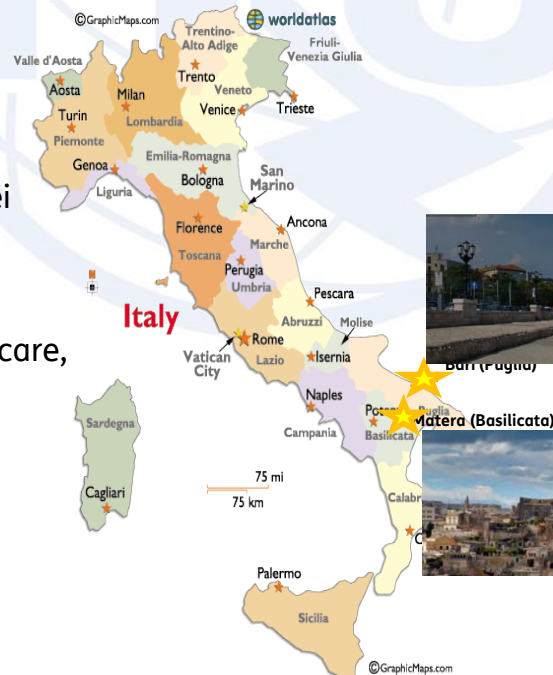 ©GraphicMaps.com
worldatlas
Trentino-
Alto Adige
Friuli-
Venezia Giulia
Valle d'Aosta
Aosta
Trento
Milan
Veneto
Turin
Venice
Trieste
Lombardia
Piemonte
Genoa
Emilia-Romagna
Bologna
San
Marino
Liguria
ei
Florence
Ancona
Toscana
Marche
Perugia
Umbria
N
Pescara
Italy
Abruzzi
Molise
care,
Rome
Vatican
City
Lazio
Isernia
Bari (Puglia)
Naples
Puglia
Matera (Basilicata)
Campania
Basilicata
Sardegna
75 mi
75 km
Cagliari
Calabr
C
Palermo
Sicilia
©GraphicMaps.com